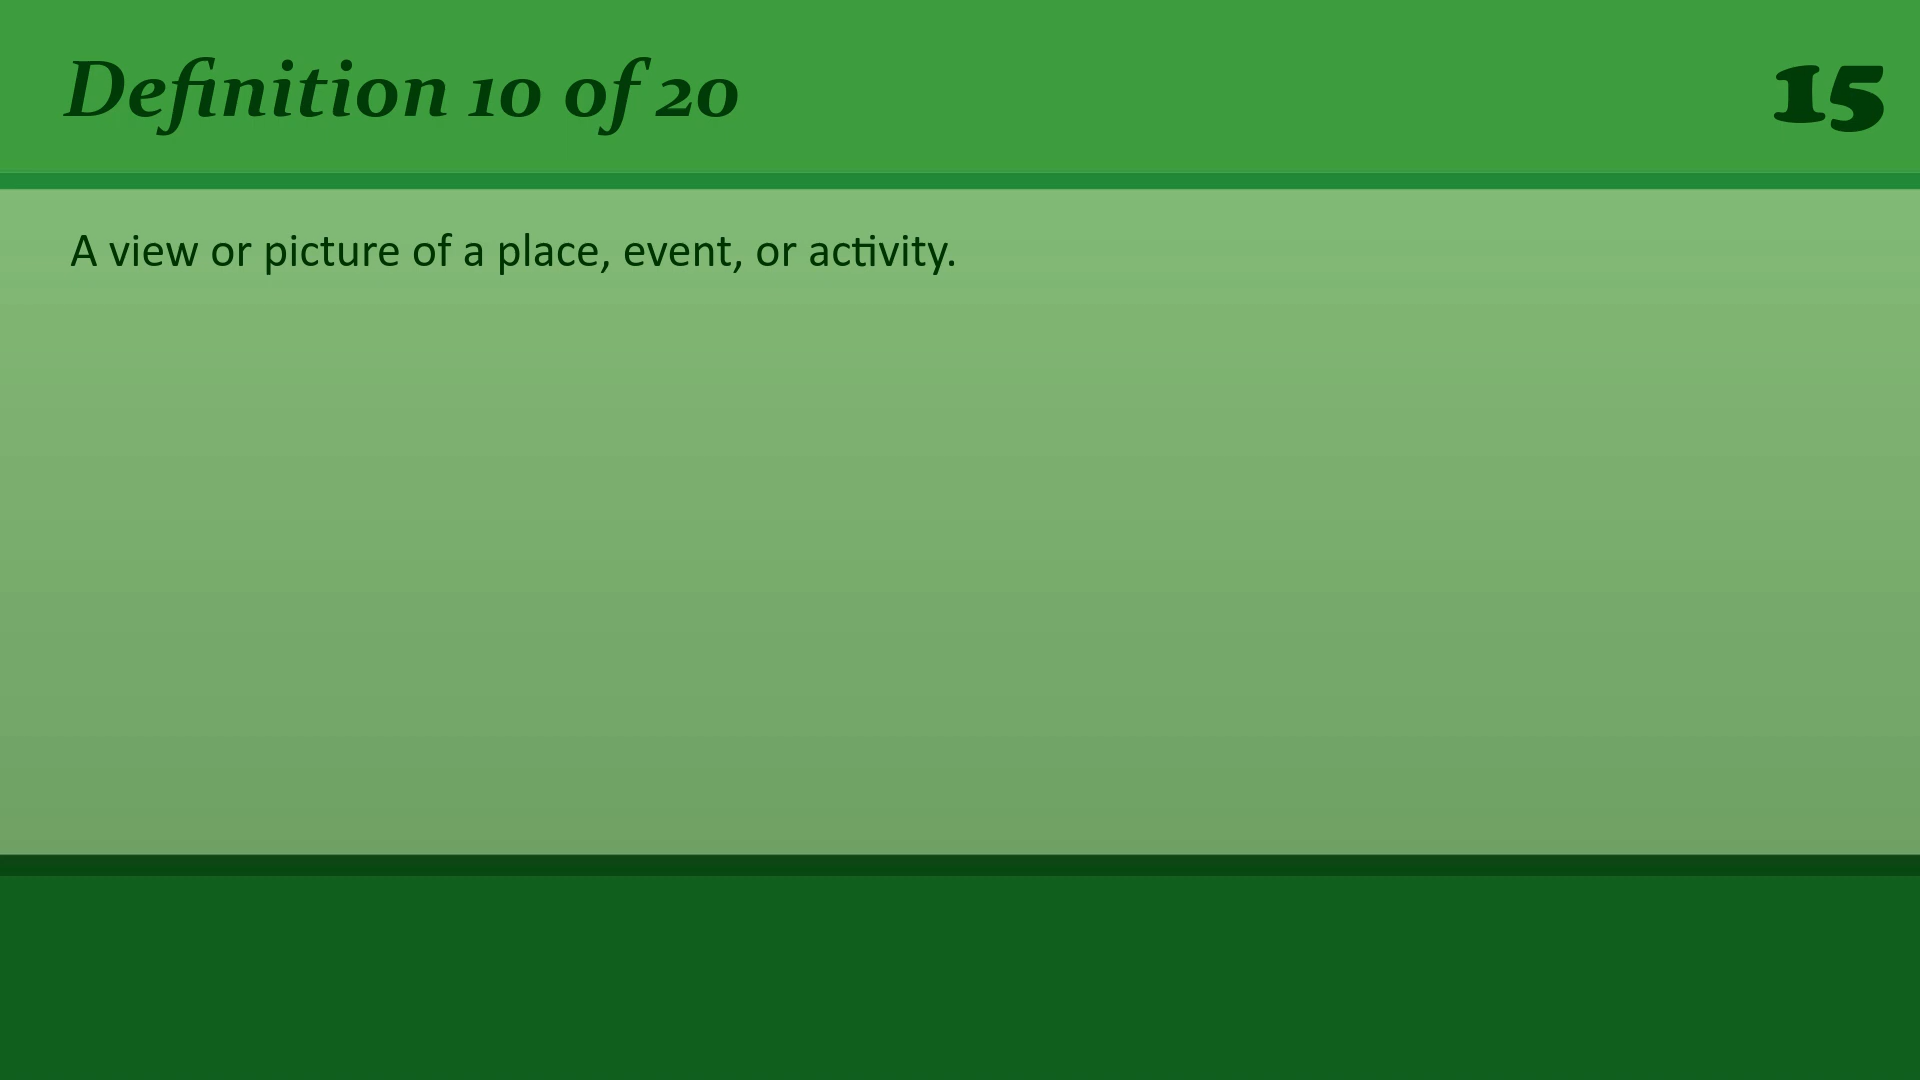 Definition 10 of 20
15
A view or picture of a place, event, or activity.